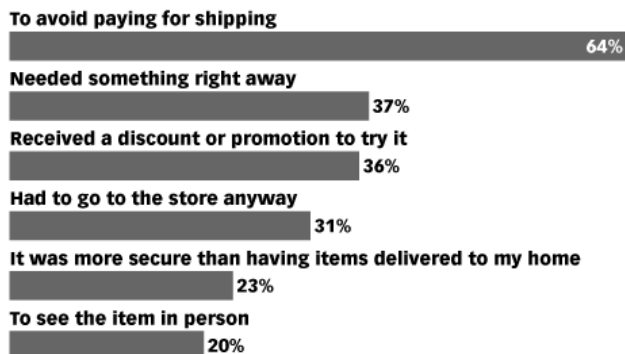 To avoid paying for shipping
64%
Needed something right away
37%
Received a discount or promotion to try it
36%
Had to go to the store anyway
31%
It was more secure than having items delivered to my home
23%
To see the item in person
20%